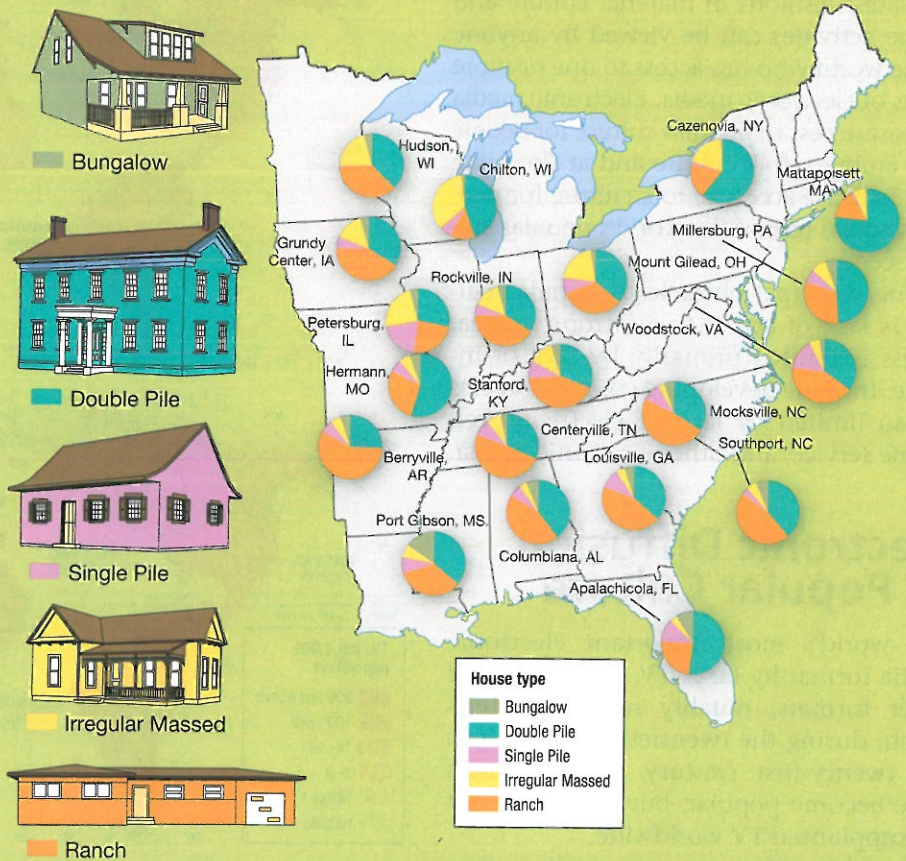 Bungalow
Double Pile
Single Pile
Irregular Massed
Ranch
Hudson,
WI
Chilton, WI
Cazenovia, NY
Mattapoisett,
MA
Grundy
Center, IA
Rockville, IN
Millersburg, PA
Mount Gilead, OH
Petersburg,
IL
Woodstock, VA
Hermann,
MO
Stanford,
KY
Mocksville, NC
Berryville,
AR
Centerville, TN
Southport, NC
Louisville, GA
Port Gibson, MS
Columbiana, AL
Apalachicola, FL
House type
Bungalow
Double Pile
Single Pile
Irregular Massed
Ranch